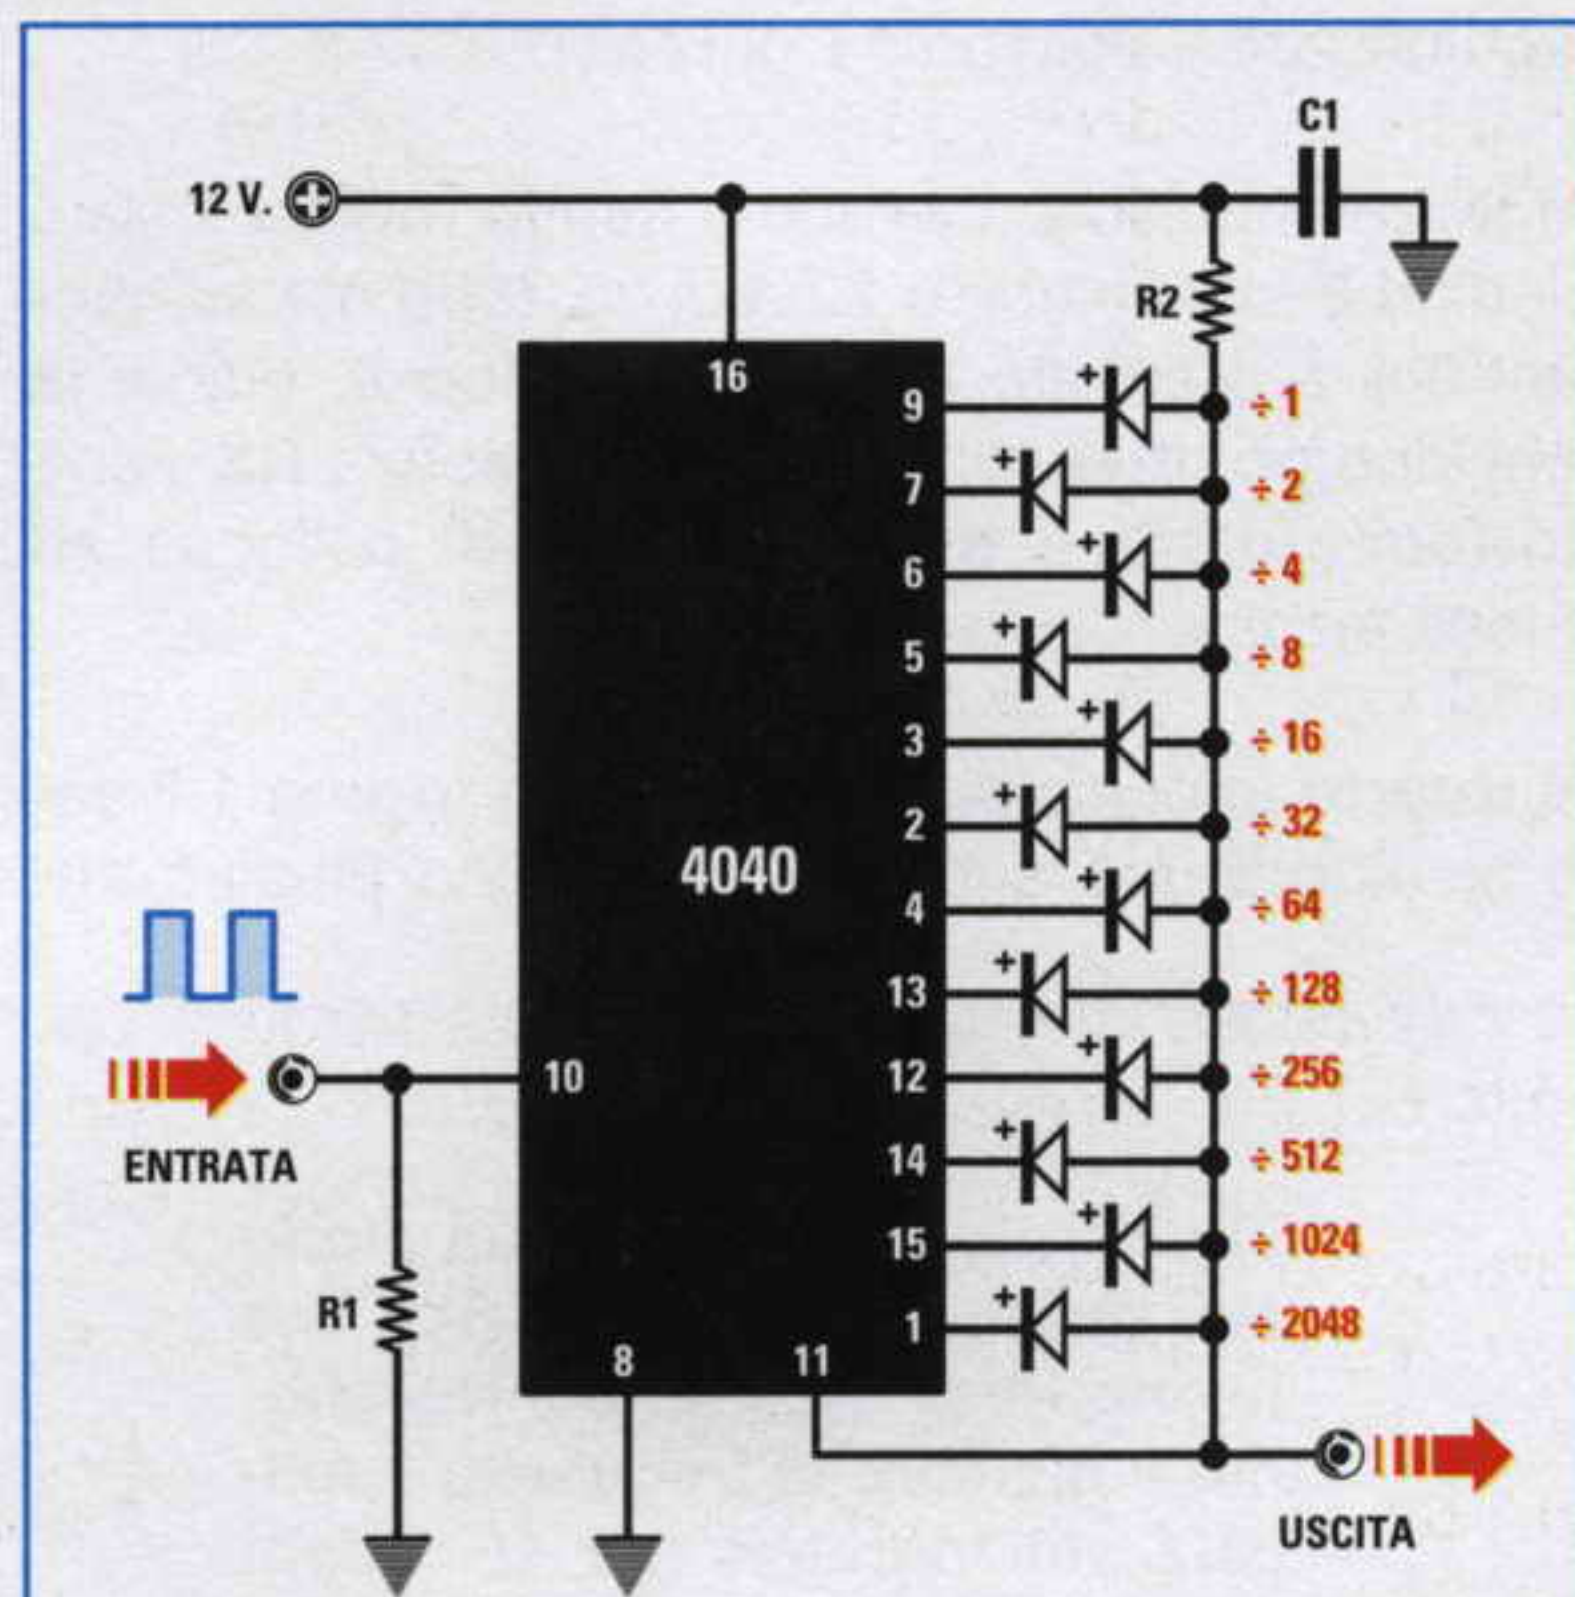 C1
12 V.
R2
16
9 + ÷ 1
7 + ÷ 2
6 + ÷ 4
5 + ÷ 8
3 + ÷ 16
2 + ÷ 32
4040
4 + ÷ 64
13 + ÷ 128
10
12 + ÷ 256
ENTRATA
14 + ÷ 512
15 + ÷ 1024
R1
1 + ÷ 2048
8 11
USCITA